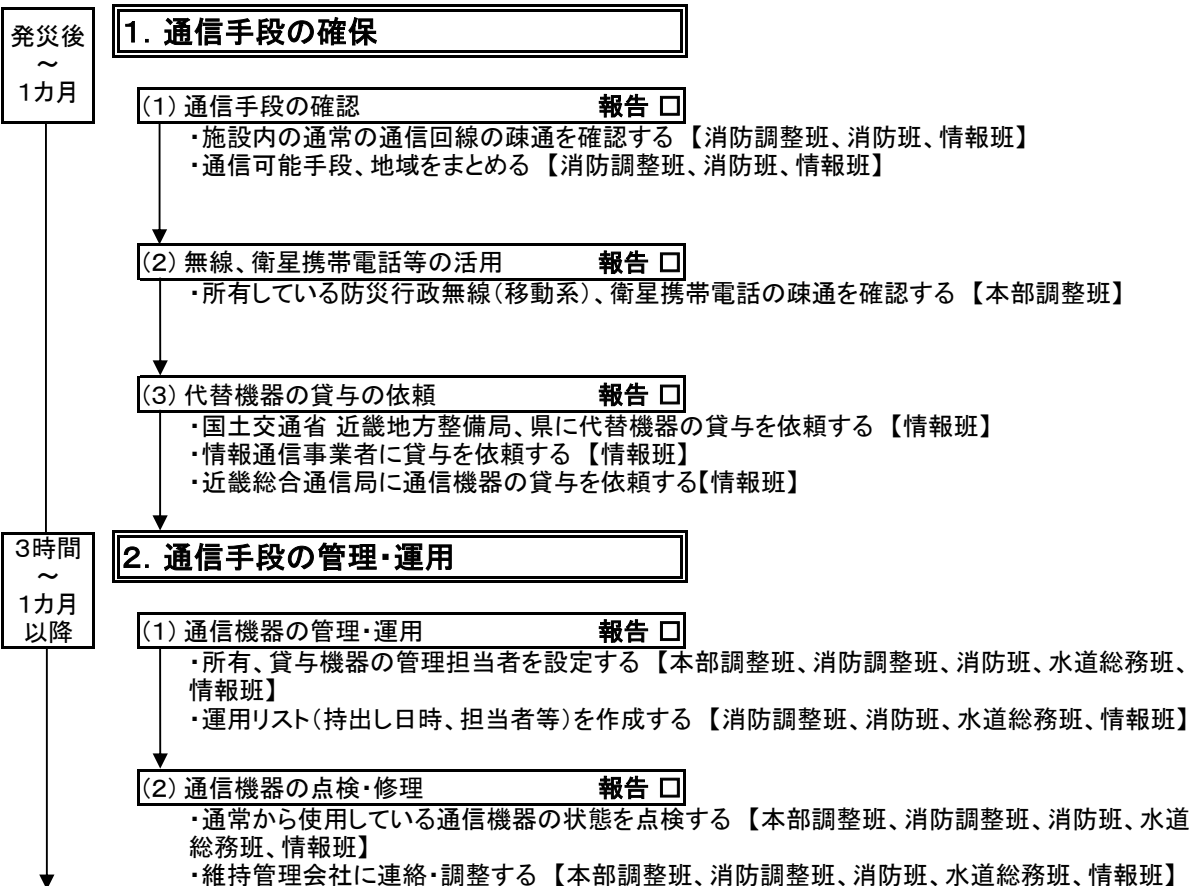 発災後
～
1カ月
1．通信手段の確保
(1) 通信手段の確認 報告 □
・施設内の通常の通信回線の疎通を確認する 【消防調整班、消防班、情報班】
・通信可能手段、地域をまとめる 【消防調整班、消防班、情報班】
(2) 無線、衛星携帯電話等の活用 報告 □
・所有している防災行政無線（移動系）、衛星携帯電話の疎通を確認する 【本部調整班】
(3) 代替機器の貸与の依頼 報告 □
・国土交通省 近畿地方整備局、県に代替機器の貸与を依頼する 【情報班】
・情報通信事業者に貸与を依頼する 【情報班】
・近畿総合通信局に通信機器の貸与を依頼する【情報班】
3時間
～
1カ月
以降
2．通信手段の管理・運用
(1) 通信機器の管理・運用 報告 □
・所有、貸与機器の管理担当者を設定する 【本部調整班、消防調整班、消防班、水道総務班、
情報班】
・運用リスト（持出し日時、担当者等）を作成する 【消防調整班、消防班、水道総務班、情報班】
(2) 通信機器の点検・修理 報告 □
・通常から使用している通信機器の状態を点検する 【本部調整班、消防調整班、消防班、水道
総務班、情報班】
・維持管理会社に連絡・調整する 【本部調整班、消防調整班、消防班、水道総務班、情報班】